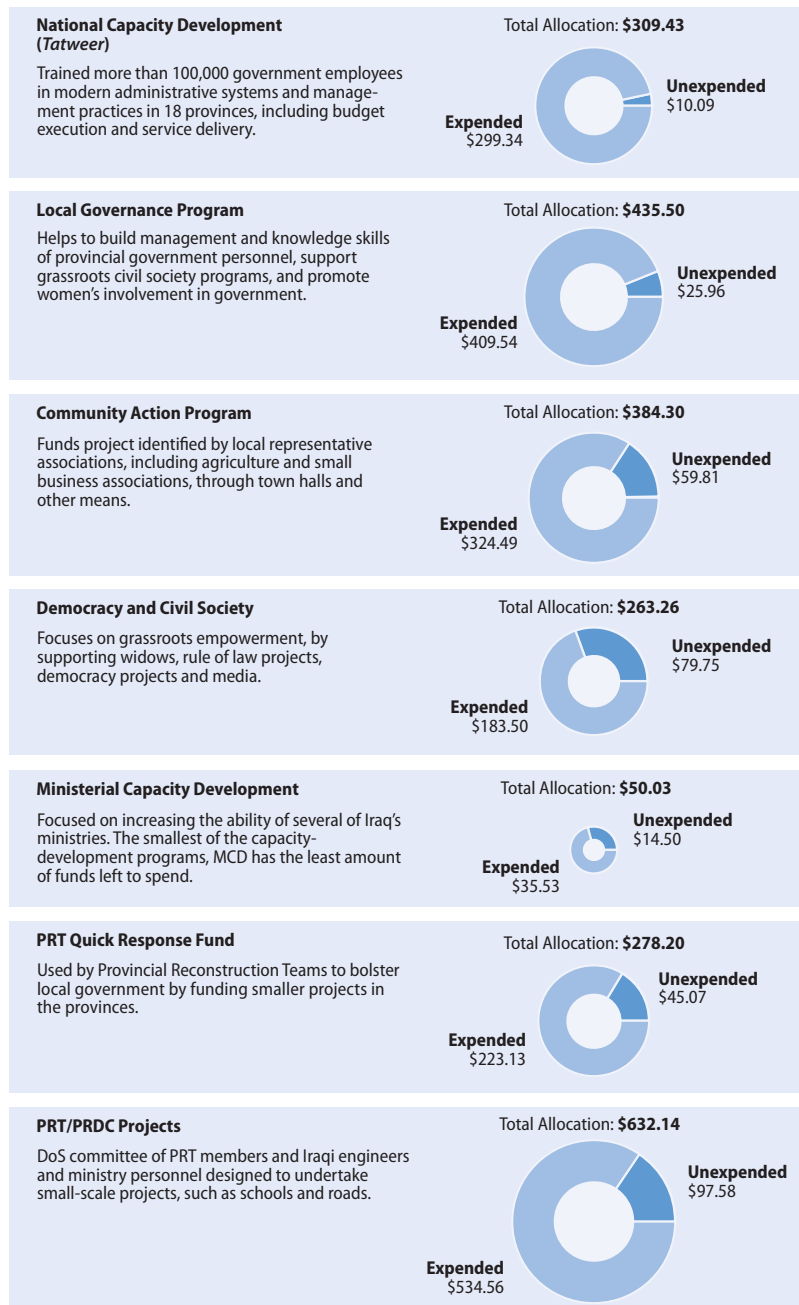 National Capacity Development
(Tatweer)
Trained more than 100,000 government employees
in modern administrative systems and manage-
ment practices in 18 provinces, including budget
execution and service delivery.
Total Allocation: $309.43
Unexpended
$10.09
Expended
$299.34
Local Governance Program
Helps to build management and knowledge skills
of provincial government personnel, support
grassroots civil society programs, and promote
women's involvement in government.
Total Allocation: $435.50
Unexpended
$25.96
Expended
$409.54
Community Action Program
Funds project identified by local representative
associations, including agriculture and small
business associations, through town halls and
other means.
Total Allocation: $384.30
Unexpended
$59.81
Expended
$324.49
Democracy and Civil Society
Focuses on grassroots empowerment, by
supporting widows, rule of law projects,
democracy projects and media.
Total Allocation: $263.26
Unexpended
$79.75
Expended
$183.50
Ministerial Capacity Development
Focused on increasing the ability of several of Iraq's
ministries. The smallest of the capacity-
development programs, MCD has the least amount
of funds left to spend.
Total Allocation: $50.03
Unexpended
$14.50
Expended
$35.53
PRT Quick Response Fund
Used by Provincial Reconstruction Teams to bolster
local government by funding smaller projects in
the provinces.
Total Allocation: $278.20
Unexpended
$45.07
Expended
$223.13
PRT/PRDC Projects
DoS committee of PRT members and Iraqi engineers
and ministry personnel designed to undertake
small-scale projects, such as schools and roads.
Total Allocation: $632.14
Unexpended
$97.58
Expended
$534.56